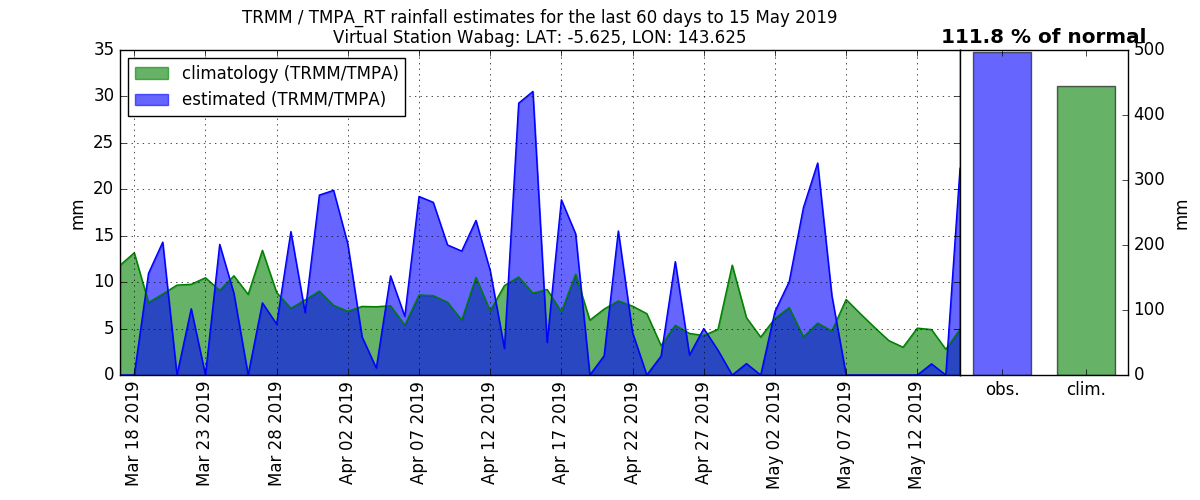 TRMM / TMPA_RT rainfall estimates for the last 60 days to 15 May 2019
Virtual Station Wabag: LAT: -5.625, LON: 143.625
111.8 % of normal
climatology (TRMM/TMPA)
estimated (TRMM/TMPA)
35
30
25
20
15
10
5
0
mm
Mar 18 2019
Mar 23 2019
Mar 28 2019
Apr 02 2019
Apr 07 2019
Apr 12 2019
Apr 17 2019
Apr 22 2019
Apr 27 2019
May 02 2019
May 07 2019
May 12 2019
500
400
300
200
100
0
mm
obs.
clim.